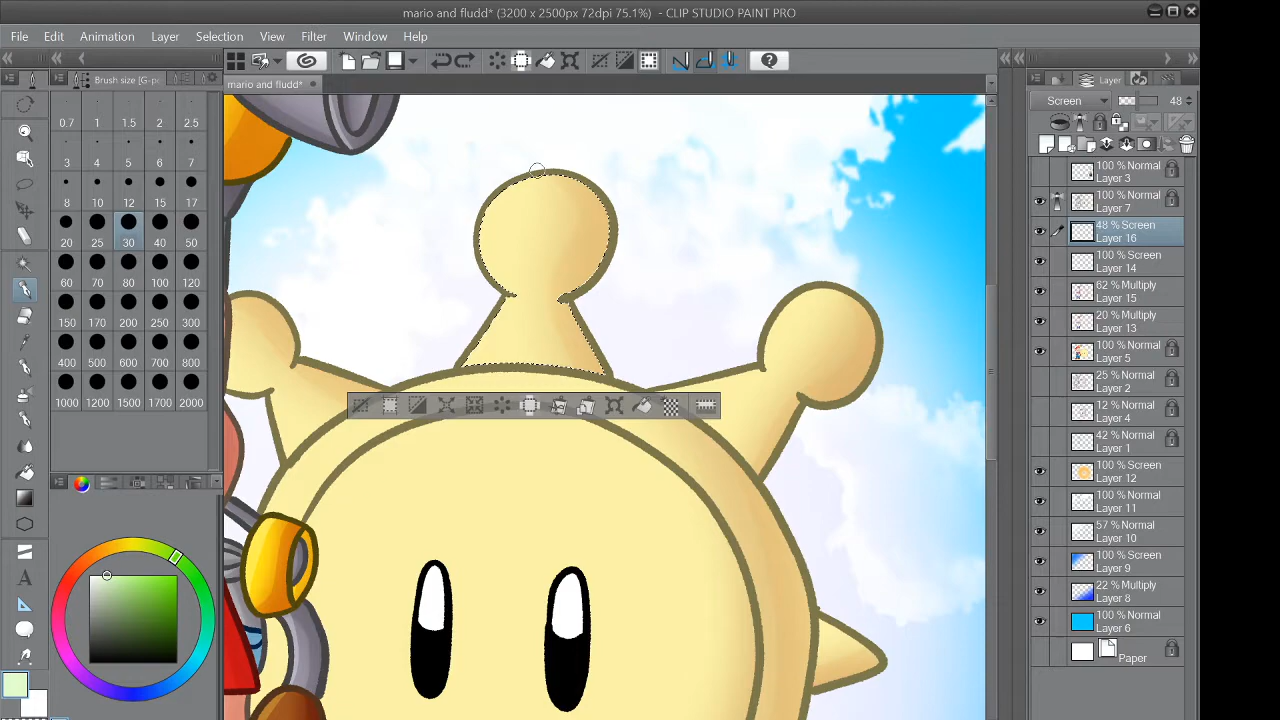 mario and fludd* (3200 x 2500px 72dpi 75.1%) - CLIP STUDIO PAINT PRO
File Edit Animation Layer Selection View Filter Window Help
Brush size [G-p
mario and fludd*
Layer
0.7 1 1.5 2 2.5
3 4 5 6 7
8 10 12 15 17
20 25 30 40 50
60 70 80 100 120
150 170 200 250 300
400 500 600 700 800
1000 1200 1500 1700 2000
Screen 48
100 % Normal
Layer 3
100 % Normal
Layer 7
48 % Screen
Layer 16
100 % Screen
Layer 14
62 % Multiply
Layer 15
20 % Multiply
Layer 13
100 % Normal
Layer 5
25 % Normal
Layer 2
12 % Normal
Layer 4
42 % Normal
Layer 1
100 % Screen
Layer 12
100 % Normal
Layer 11
57 % Normal
Layer 10
100 % Screen
Layer 9
22 % Multiply
Layer 8
100 % Normal
Layer 6
Paper